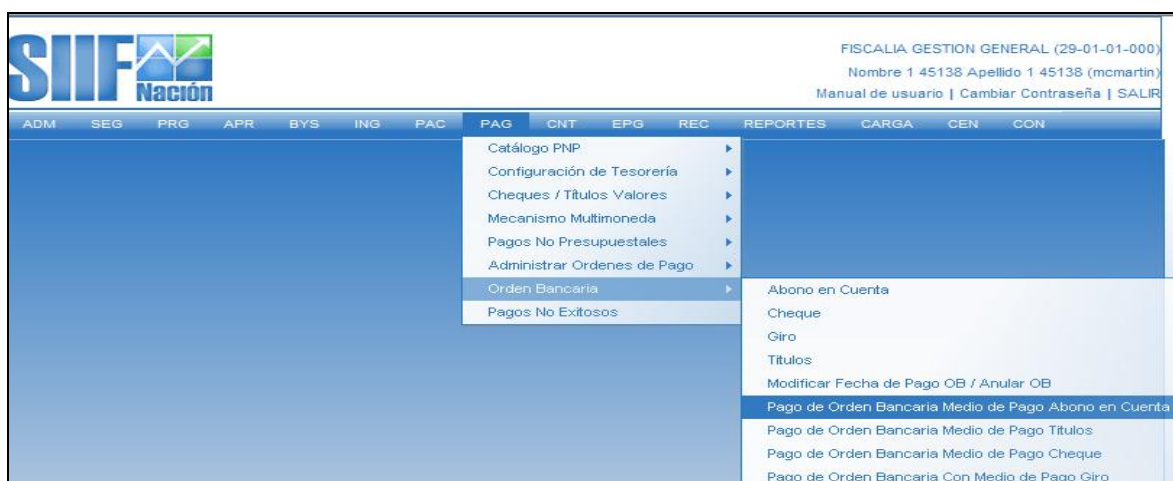 SIIF
Nación
FISCALIA GESTION GENERAL (29-01-01-000)
Nombre 1 45138 Apellido 1 45138 (mcmartin)
Manual de usuario | Cambiar Contraseña | SALIR
ADM SEG PRG APR BYS ING PAC PAG CNT EPG REC REPORTES CARGA CEN CON
Catálogo PNP
Configuración de Tesorería
Cheques / Títulos Valores
Mecanismo Multimoneda
Pagos No Presupuestales
Administrar Ordenes de Pago
Orden Bancaria
Pagos No Exitosos
Abono en Cuenta
Cheque
Giro
Titulos
Modificar Fecha de Pago OB / Anular OB
Pago de Orden Bancaria Medio de Pago Abono en Cuenta
Pago de Orden Bancaria Medio de Pago Titulos
Pago de Orden Bancaria Medio de Pago Cheque
Pago de Orden Bancaria Con Medio de Pago Giro